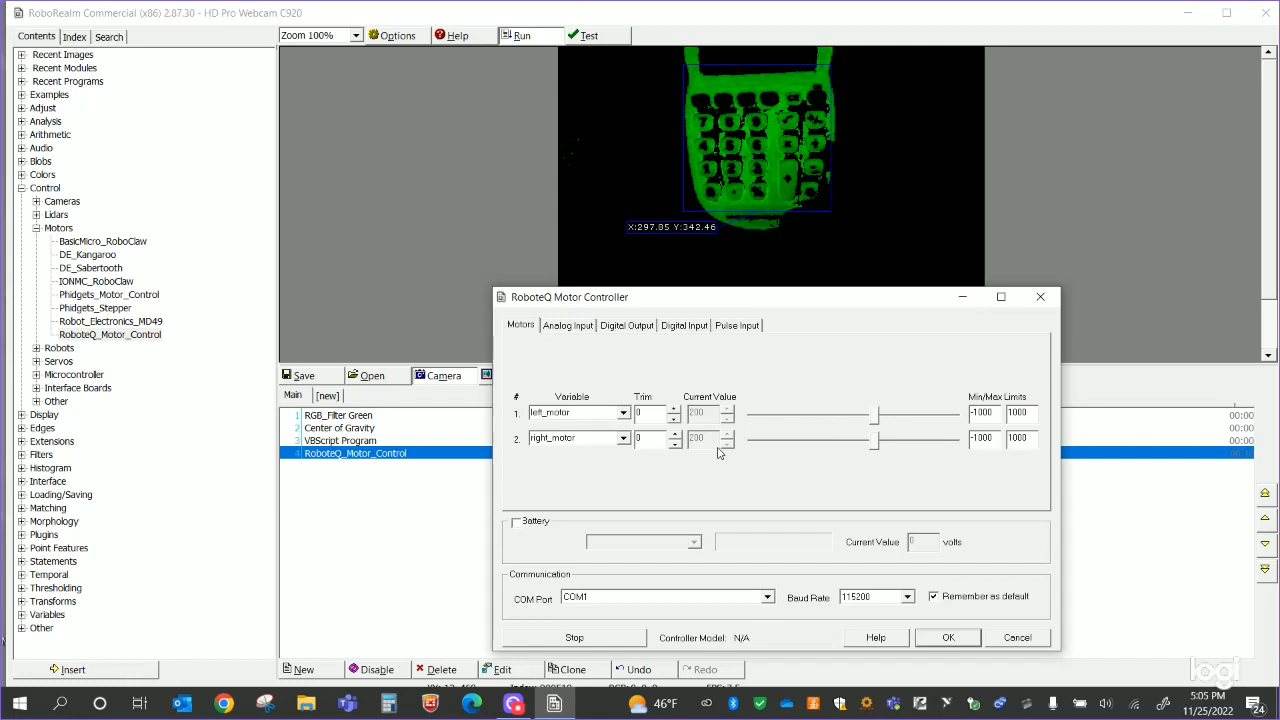 RoboRealm Commercial (x86) 2.87.30 - HD Pro Webcam C920
Contents Index Search
Zoom 100% Options Help Run Test
Recent Images
Recent Modules
Recent Programs
Examples
Adjust
Analysis
Arithmetic
Audio
Blobs
Colors
Control
Cameras
Lidars
Motors
BasicMicro_RoboClaw
DE_Kangaroo
DE_Sabertooth
IONMC_RoboClaw
Phidgets_Motor_Control
Phidgets_Stepper
Robot_Electronics_MD49
RoboteQ_Motor_Control
Robots
Servos
Microcontroller
Interface Boards
Other
Display
Edges
Extensions
Filters
Histogram
Interface
Loading/Saving
Matching
Morphology
Plugins
Point Features
Statements
Temporal
Thresholding
Transforms
Variables
Other
Insert
X:297.85 Y:342.46
Save Open Camera
Main [new]
1 RGB_Filter Green 00:00
2 Center of Gravity 00:00
3 VBScript Program 00:00
4 RoboteQ_Motor_Control
RoboteQ Motor Controller
Motors Analog Input Digital Output Digital Input Pulse Input
# Variable Trim Current Value Min/Max Limits
1. left_motor 0 200 -1000 1000
2. right_motor 0 200 -1000 1000
Battery
Current Value 0 volts
Communication
COM Port COM1 Baud Rate 115200 Remember as default
Stop Controller Model: N/A Help OK Cancel
New Disable Delete Edit Clone Undo Redo
logi
46°F
5:05 PM
11/25/2022
24